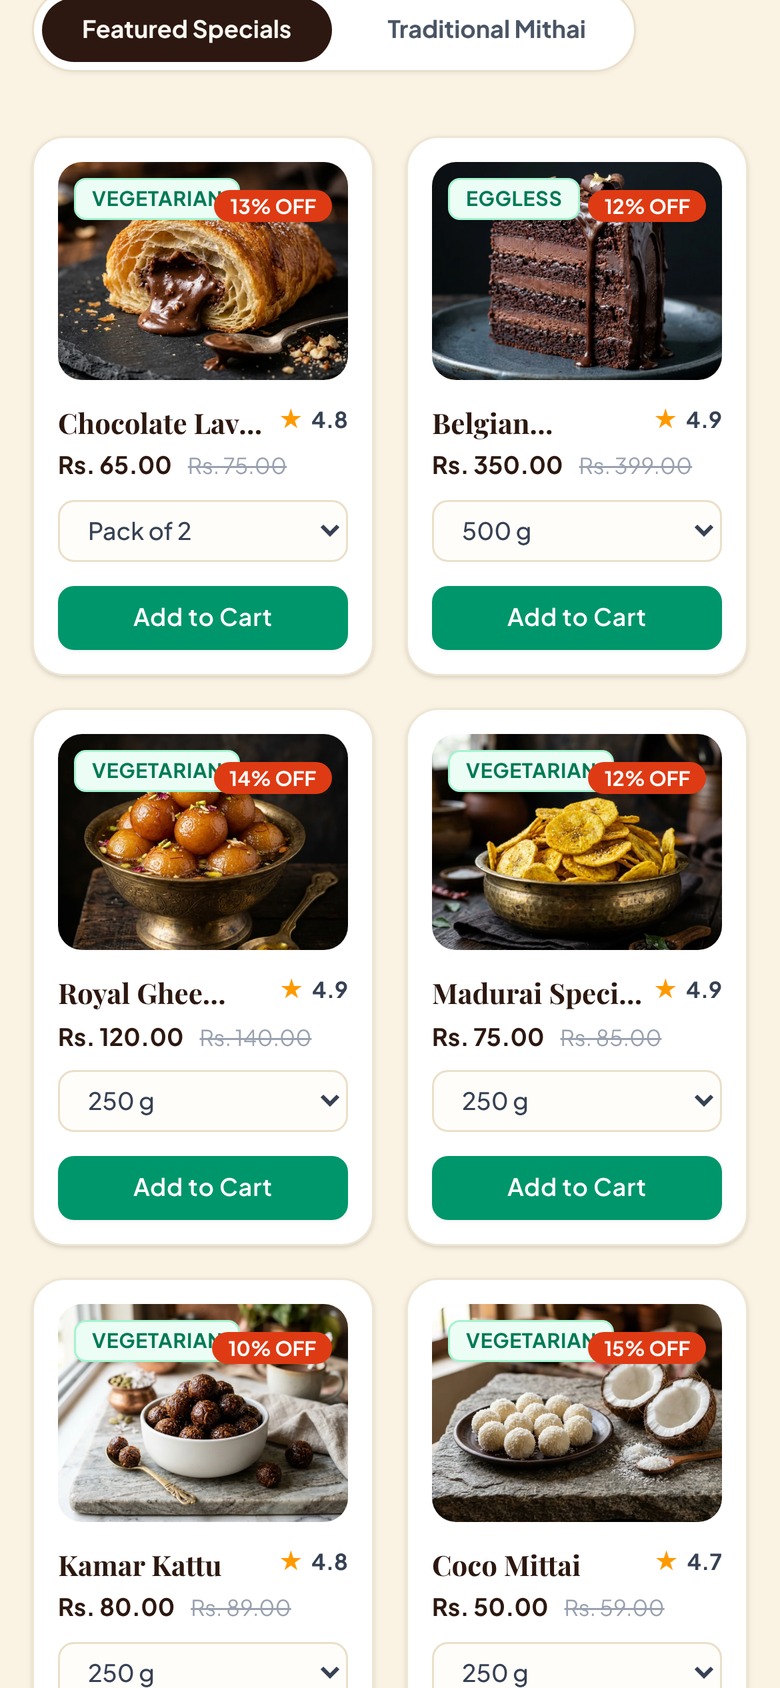 Featured Specials
Traditional Mithai
VEGETARIAN
13% OFF
Chocolate Lav...
★ 4.8
Rs. 65.00 Rs. 75.00
Pack of 2
Add to Cart
EGGLESS
12% OFF
Belgian...
★ 4.9
Rs. 350.00 Rs. 399.00
500 g
Add to Cart
VEGETARIAN
14% OFF
Royal Ghee...
★ 4.9
Rs. 120.00 Rs. 140.00
250 g
Add to Cart
VEGETARIAN
12% OFF
Madurai Speci...
★ 4.9
Rs. 75.00 Rs. 85.00
250 g
Add to Cart
VEGETARIAN
10% OFF
Kamar Kattu
★ 4.8
Rs. 80.00 Rs. 89.00
250 g
VEGETARIAN
15% OFF
Coco Mittai
★ 4.7
Rs. 50.00 Rs. 59.00
250 g